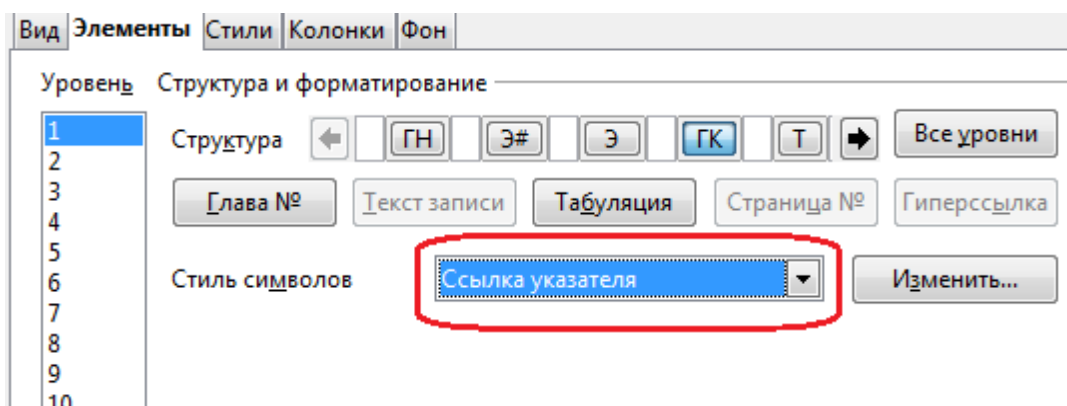 Вид Элементы Стили Колонки Фон
Уровень Структура и форматирование
1
Структура ГН Э# Э ГК Т Все уровни
2
3
Глава № Текст записи Табуляция Страница № Гиперссылка
4
5
Стиль символов Ссылка указателя Изменить...
6
7
8
9
10